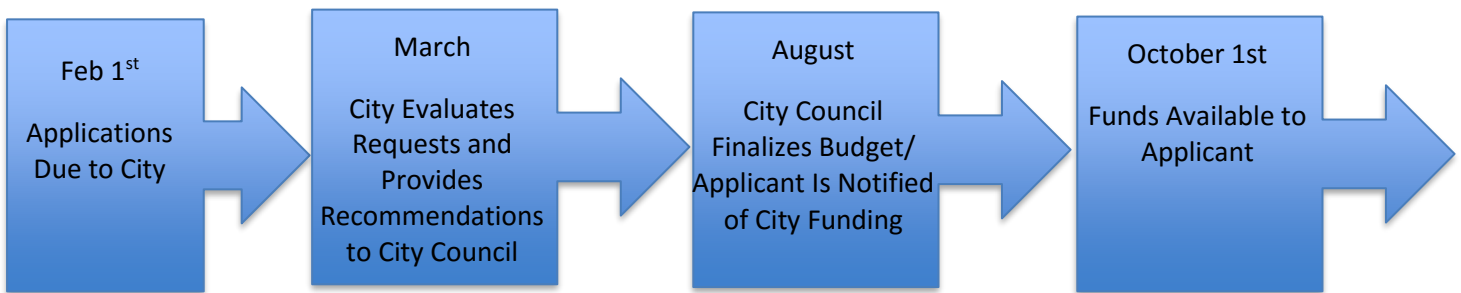 Feb 1st
Applications
Due to City
March
City Evaluates
Requests and
Provides
Recommendations
to City Council
August
City Council
Finalizes Budget/
Applicant Is Notified
of City Funding
October 1st
Funds Available to
Applicant